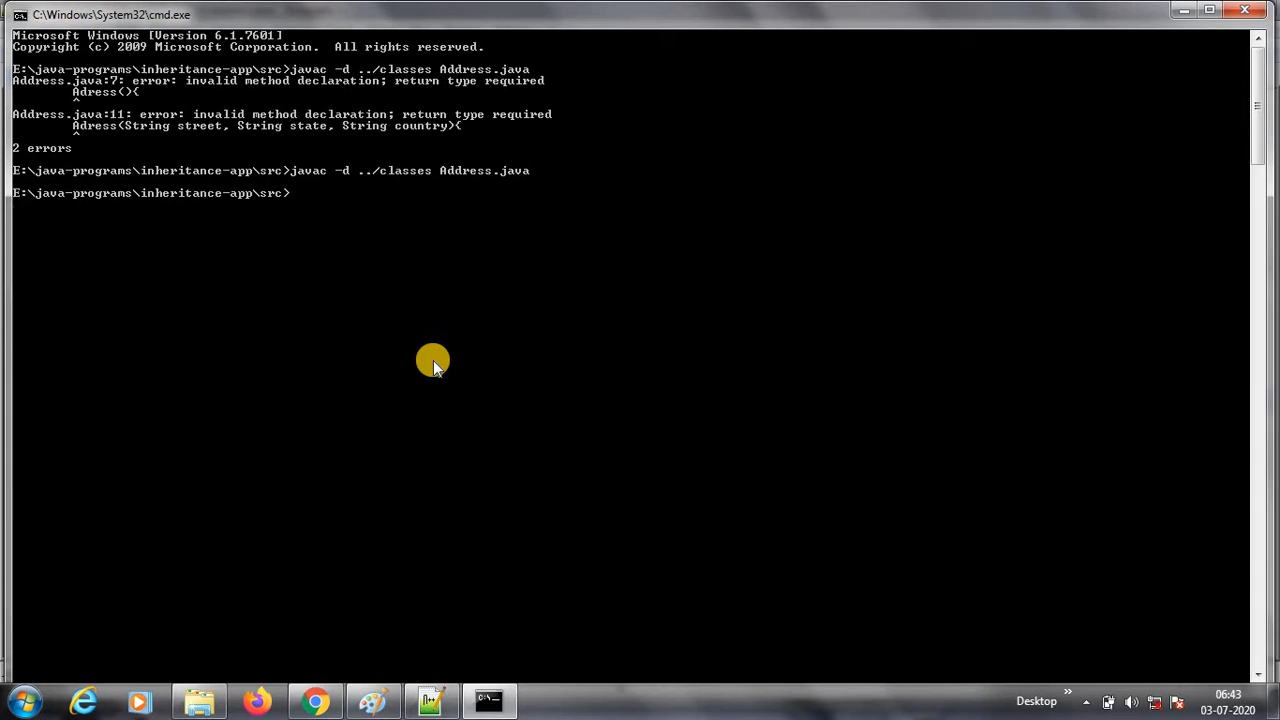 C:\Windows\System32\cmd.exe
Microsoft Windows [Version 6.1.7601]
Copyright (c) 2009 Microsoft Corporation.  All rights reserved.
E:\java-programs\inheritance-app\src>javac -d ../classes Address.java
Address.java:7: error: invalid method declaration; return type required
        Adress(){
        ^
Address.java:11: error: invalid method declaration; return type required
        Adress(String street, String state, String country){
        ^
2 errors
E:\java-programs\inheritance-app\src>javac -d ../classes Address.java
E:\java-programs\inheritance-app\src>
Desktop
»
06:43
03-07-2020